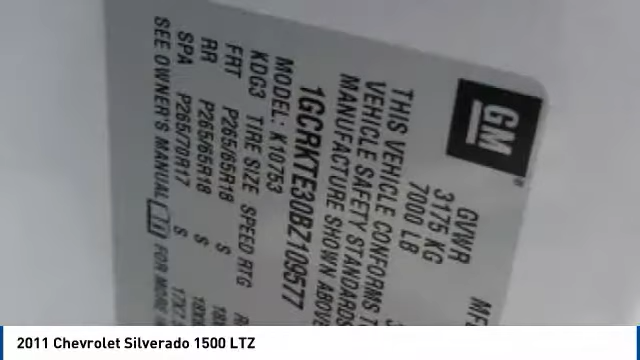 GM
®
GVWR
3175 KG
7000 LB
THIS VEHICLE CONFORMS T
VEHICLE SAFETY STANDARDS
MANUFACTURE SHOWN ABOVE
1GCRKTE30BZ109577
MODEL: K10753
KDG3 TIRE SIZE SPEED RTG
FRT P265/65R18 S
RR P265/65R18 S
SPA P265/70R17 S
SEE OWNER'S MANUAL FOR MORE
2011 Chevrolet Silverado 1500 LTZ